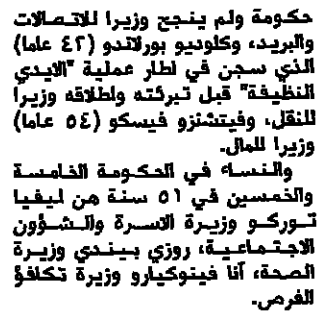 حكومة ولم ينجح وزيرا للاتصالات
والبريد، وكلوديو بورلاندو (٤٢ عاما)
الذي سجن في اطار عملية "الايدي
النظيفة" قبل تبرئته واطلاقه وزيرا
للنقل، وفيتشنزو فيسكو (٥٤ عاما)
وزيرا للمال.
والنساء في الحكومة الخامسة
والخمسين في ٥١ سنة هن ليفيا
توركو وزيرة الاسرة والشؤون
الاجتماعية، روزي بيندي وزيرة
الصحة، أنا فينوكيارو وزيرة تكافؤ
الفرص.